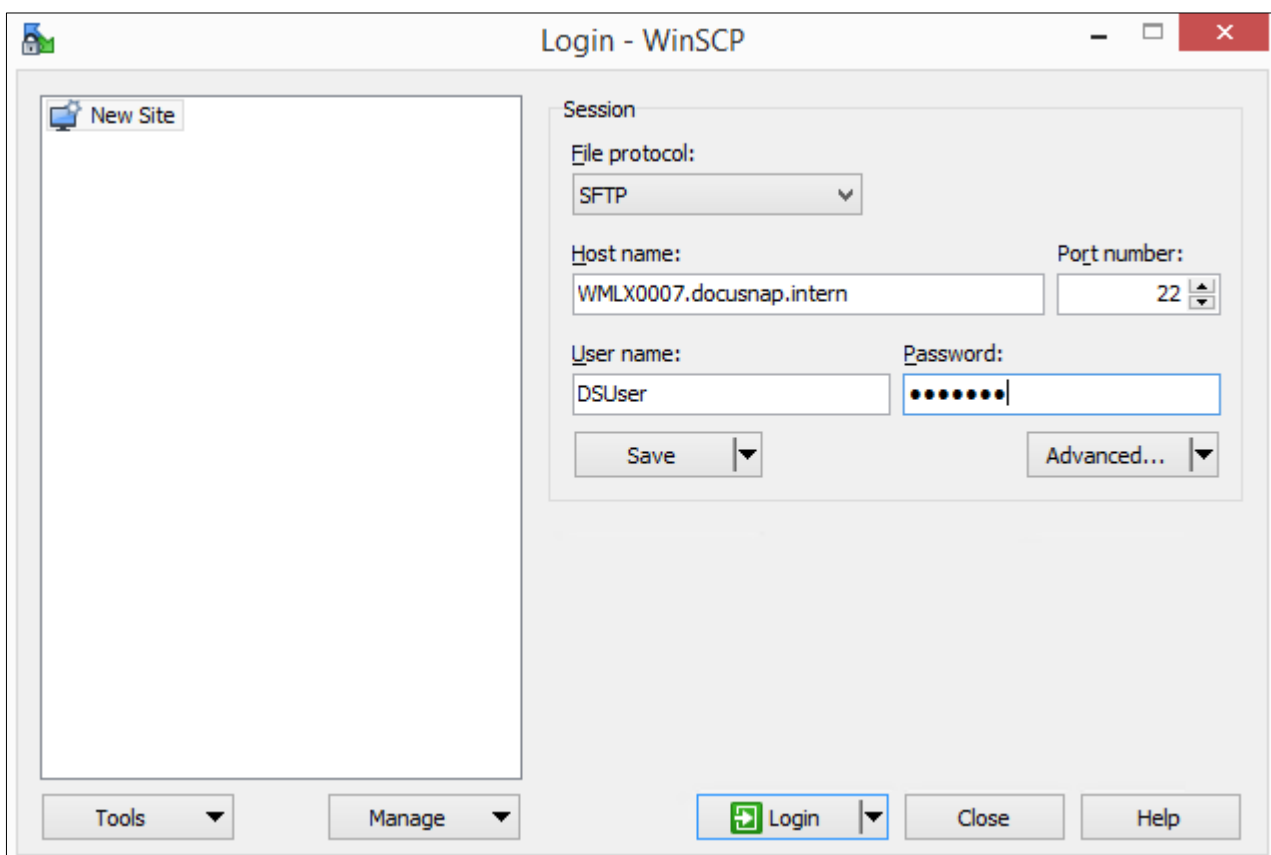 Login - WinSCP
New Site
Session
File protocol:
SFTP
Host name:
Port number:
WMLX0007.docusnap.intern
22
User name:
Password:
DSUser
•••••••
Save
Advanced...
Tools
Manage
Login
Close
Help